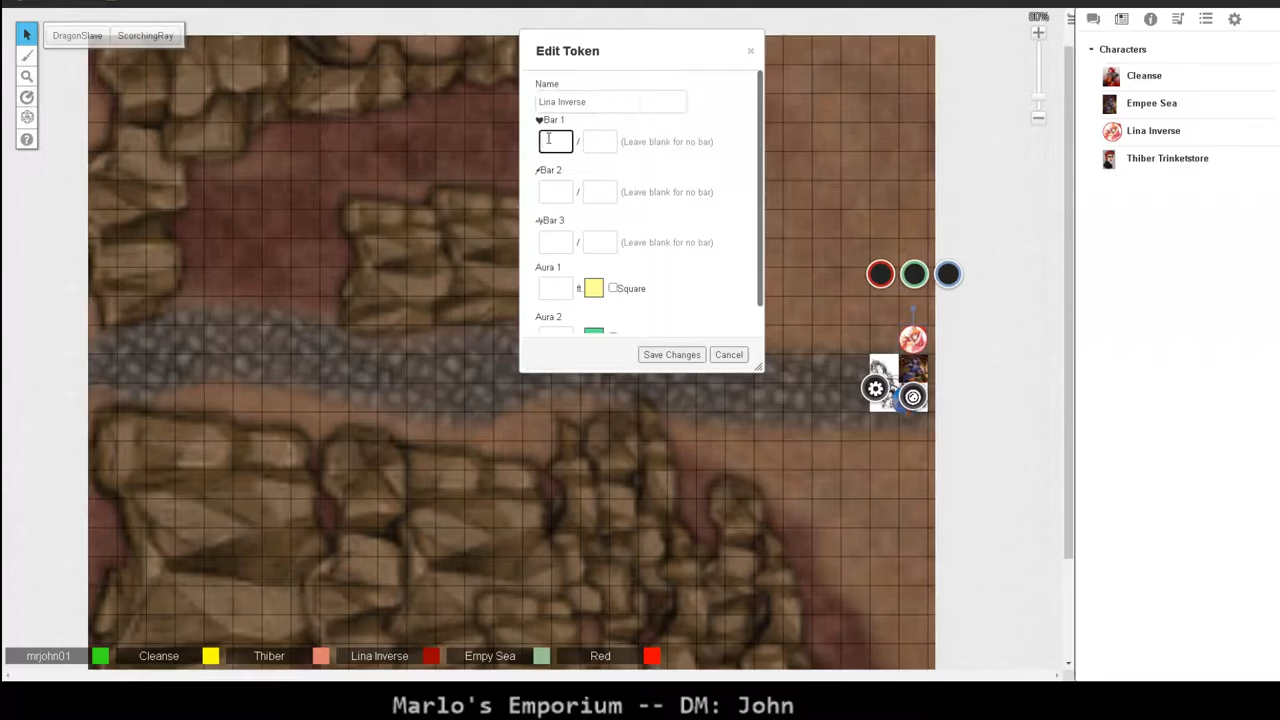 DragonSlave ScorchingRay
80%
Edit Token
×
Name
Lina Inverse
Bar 1
/ (Leave blank for no bar)
Bar 2
/ (Leave blank for no bar)
Bar 3
/ (Leave blank for no bar)
Aura 1
ft. Square
Aura 2
Save Changes Cancel
Characters
Cleanse
Empee Sea
Lina Inverse
Thiber Trinketstore
mrjohn01 Cleanse Thiber Lina Inverse Empy Sea Red
Marlo's Emporium -- DM: John